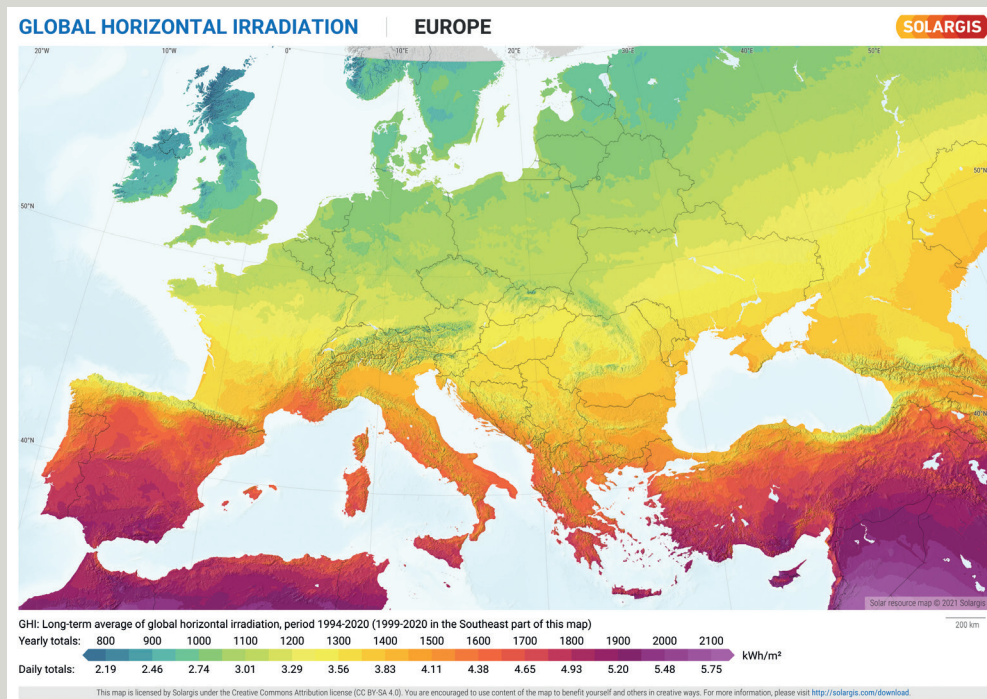 GLOBAL HORIZONTAL IRRADIATION | EUROPE
SOLARGIS
20°W 10°W 0° 10°E 20°E 30°E 40°E 50°E
50°N
50°N
40°N
40°N
Solar resource map © 2021 Solargis
GHI: Long-term average of global horizontal irradiation, period 1994-2020 (1999-2020 in the Southeast part of this map)
200 km
Yearly totals: 800 900 1000 1100 1200 1300 1400 1500 1600 1700 1800 1900 2000 2100
kWh/m²
Daily totals: 2.19 2.46 2.74 3.01 3.29 3.56 3.83 4.11 4.38 4.65 4.93 5.20 5.48 5.75
This map is licensed by Solargis under the Creative Commons Attribution license (CC BY-SA 4.0). You are encouraged to use content of the map to benefit yourself and others in creative ways. For more information, please visit http://solargis.com/download.